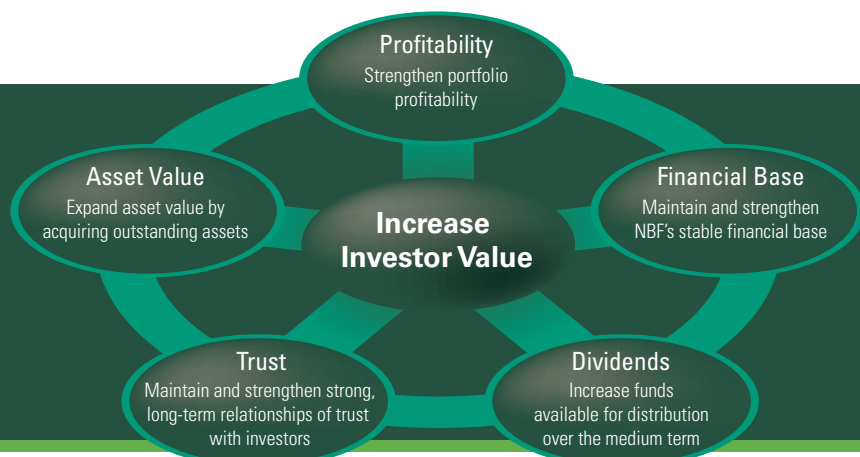 Profitability
Strengthen portfolio
profitability
Asset Value
Expand asset value by
acquiring outstanding assets
Financial Base
Maintain and strengthen
NBF's stable financial base
Increase
Investor Value
Trust
Maintain and strengthen strong,
long-term relationships of trust
with investors
Dividends
Increase funds
available for distribution
over the medium term